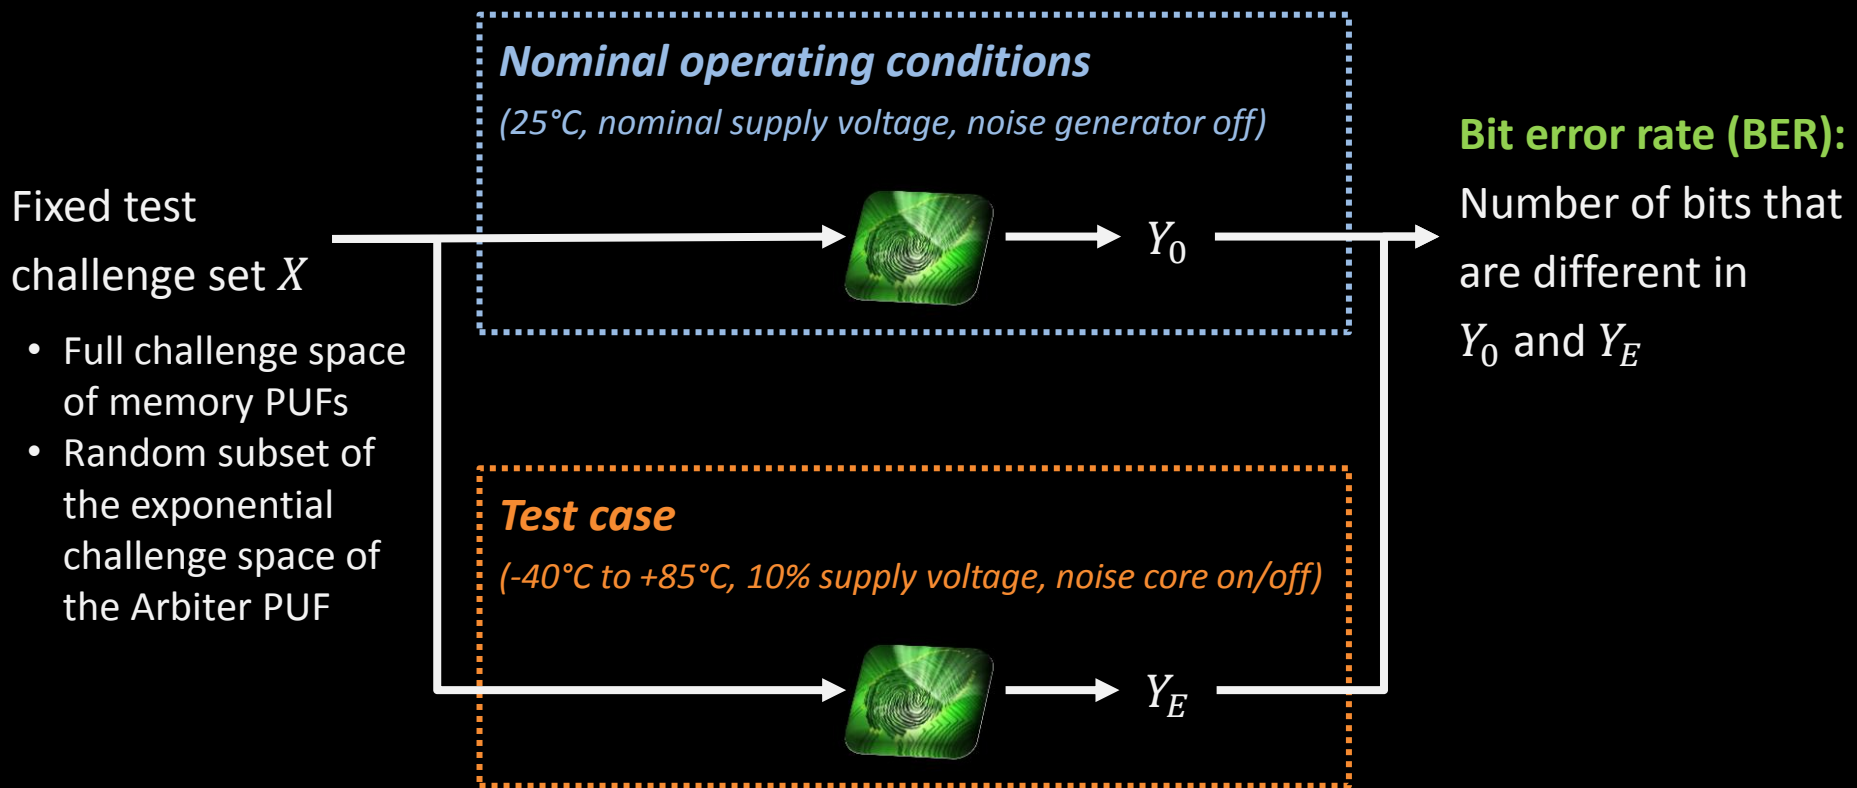 Fixed test
challenge set X
• Full challenge space
of memory PUFs
• Random subset of
the exponential
challenge space of
the Arbiter PUF
Nominal operating conditions
(25°C, nominal supply voltage, noise generator off)
Y₀
Test case
(-40°C to +85°C, 10% supply voltage, noise core on/off)
Y_E
Bit error rate (BER):
Number of bits that
are different in
Y₀ and Y_E